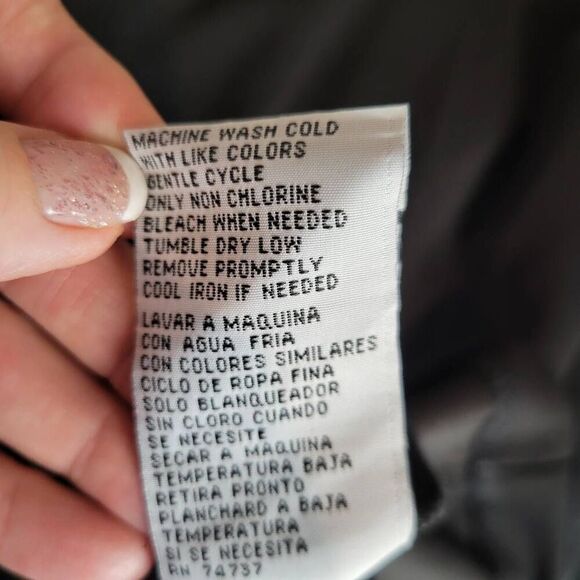 MACHINE WASH COLD
WITH LIKE COLORS
GENTLE CYCLE
ONLY NON CHLORINE
BLEACH WHEN NEEDED
TUMBLE DRY LOW
REMOVE PROMPTLY
COOL IRON IF NEEDED
LAVAR A MAQUINA
CON AGUA FRIA
CON COLORES SIMILARES
CICLO DE ROPA FINA
SOLO BLANQUEADOR
SIN CLORO CUANDO
SE NECESITE
SECAR A MAQUINA
TEMPERATURA BAJA
RETIRA PRONTO
PLANCHARD A BAJA
TEMPERATURA
SI SE NECESITA
RN 74737